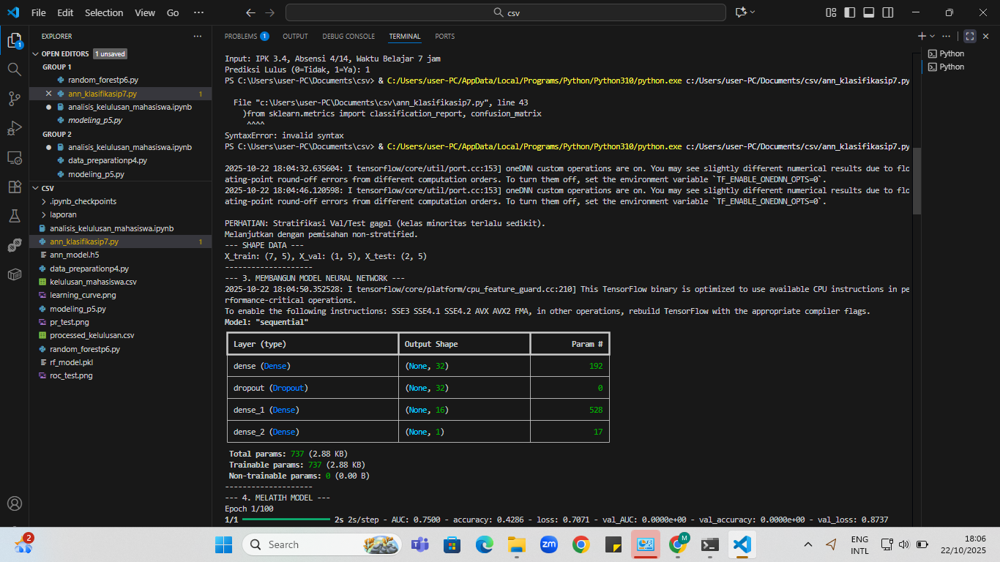 File Edit Selection View Go ··· csv
EXPLORER ···
OPEN EDITORS 1 unsaved
GROUP 1
random_forestp6.py
ann_klasifikasip7.py 1
analisis_kelulusan_mahasiswa.ipynb
modeling_p5.py
GROUP 2
analisis_kelulusan_mahasiswa.ipynb
data_preparationp4.py
modeling_p5.py
CSV
.ipynb_checkpoints
laporan
analisis_kelulusan_mahasiswa.ipynb
ann_klasifikasip7.py 1
ann_model.h5
data_preparationp4.py
kelulusan_mahasiswa.csv
learning_curve.png
modeling_p5.py
pr_test.png
processed_kelulusan.csv
random_forestp6.py
rf_model.pkl
roc_test.png
1
PROBLEMS 1 OUTPUT DEBUG CONSOLE TERMINAL PORTS
Input: IPK 3.4, Absensi 4/14, Waktu Belajar 7 jam
Prediksi Lulus (0=Tidak, 1=Ya): 1
PS C:\Users\user-PC\Documents\csv> & C:/Users/user-PC/AppData/Local/Programs/Python/Python310/python.exe c:/Users/user-PC/Documents/csv/ann_klasifikasip7.py
File "c:\Users\user-PC\Documents\csv\ann_klasifikasip7.py", line 43
)from sklearn.metrics import classification_report, confusion_matrix
^^^^
SyntaxError: invalid syntax
PS C:\Users\user-PC\Documents\csv> & C:/Users/user-PC/AppData/Local/Programs/Python/Python310/python.exe c:/Users/user-PC/Documents/csv/ann_klasifikasip7.py
2025-10-22 18:04:32.635604: I tensorflow/core/util/port.cc:153] oneDNN custom operations are on. You may see slightly different numerical results due to flo
ating-point round-off errors from different computation orders. To turn them off, set the environment variable `TF_ENABLE_ONEDNN_OPTS=0`.
2025-10-22 18:04:46.120598: I tensorflow/core/util/port.cc:153] oneDNN custom operations are on. You may see slightly different numerical results due to flo
ating-point round-off errors from different computation orders. To turn them off, set the environment variable `TF_ENABLE_ONEDNN_OPTS=0`.
PERHATIAN: Stratifikasi Val/Test gagal (kelas minoritas terlalu sedikit).
Melanjutkan dengan pemisahan non-stratified.
--- SHAPE DATA ---
X_train: (7, 5), X_val: (1, 5), X_test: (2, 5)
--------------------
--- 3. MEMBANGUN MODEL NEURAL NETWORK ---
2025-10-22 18:04:50.352528: I tensorflow/core/platform/cpu_feature_guard.cc:210] This TensorFlow binary is optimized to use available CPU instructions in pe
rformance-critical operations.
To enable the following instructions: SSE3 SSE4.1 SSE4.2 AVX AVX2 FMA, in other operations, rebuild TensorFlow with the appropriate compiler flags.
Model: "sequential"
Layer (type) Output Shape Param #
dense (Dense) (None, 32) 192
dropout (Dropout) (None, 32) 0
dense_1 (Dense) (None, 16) 528
dense_2 (Dense) (None, 1) 17
Total params: 737 (2.88 KB)
Trainable params: 737 (2.88 KB)
Non-trainable params: 0 (0.00 B)
--------------------
--- 4. MELATIH MODEL ---
Epoch 1/100
1/1 2s 2s/step - AUC: 0.7500 - accuracy: 0.4286 - loss: 0.7071 - val_AUC: 0.0000e+00 - val_accuracy: 0.0000e+00 - val_loss: 0.8737
Python
Python
2
Search
zm
M
ENG
INTL
18:06
22/10/2025